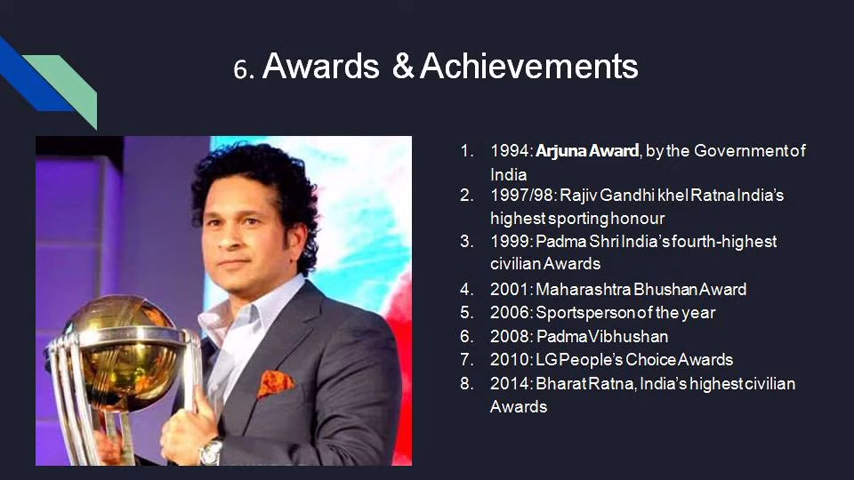 6. Awards & Achievements
1. 1994: Arjuna Award, by the Government of
India
2. 1997/98: Rajiv Gandhi khel Ratna India's
highest sporting honour
3. 1999: Padma Shri India's fourth-highest
civilian Awards
4. 2001: Maharashtra Bhushan Award
5. 2006: Sportsperson of the year
6. 2008: Padma Vibhushan
7. 2010: LG People's Choice Awards
8. 2014: Bharat Ratna, India's highest civilian
Awards